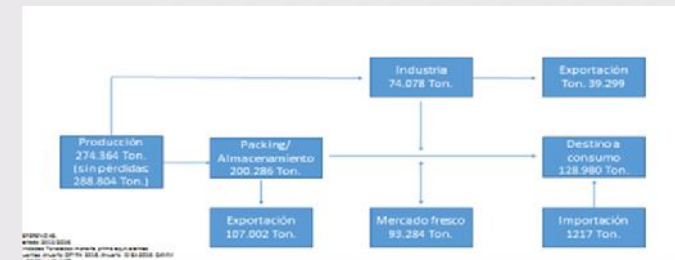 Industria
74.078 Ton.
Exportación
Ton. 39.299
Producción
274.364 Ton.
(sin pérdidas
288.804 Ton.)
Packing/
Almacenamiento
200.286 Ton.
Destino a
consumo
128.980 Ton.
Exportación
107.002 Ton.
Mercado fresco
93.284 Ton.
Importación
1217 Ton.